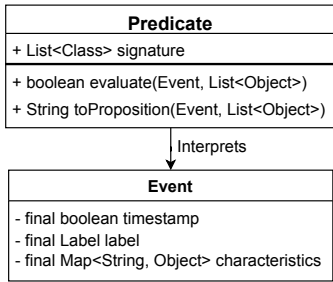 Predicate
+ List<Class> signature
+ boolean evaluate(Event, List<Object>)
+ String toProposition(Event, List<Object>)
Interprets
Event
- final boolean timestamp
- final Label label
- final Map<String, Object> characteristics